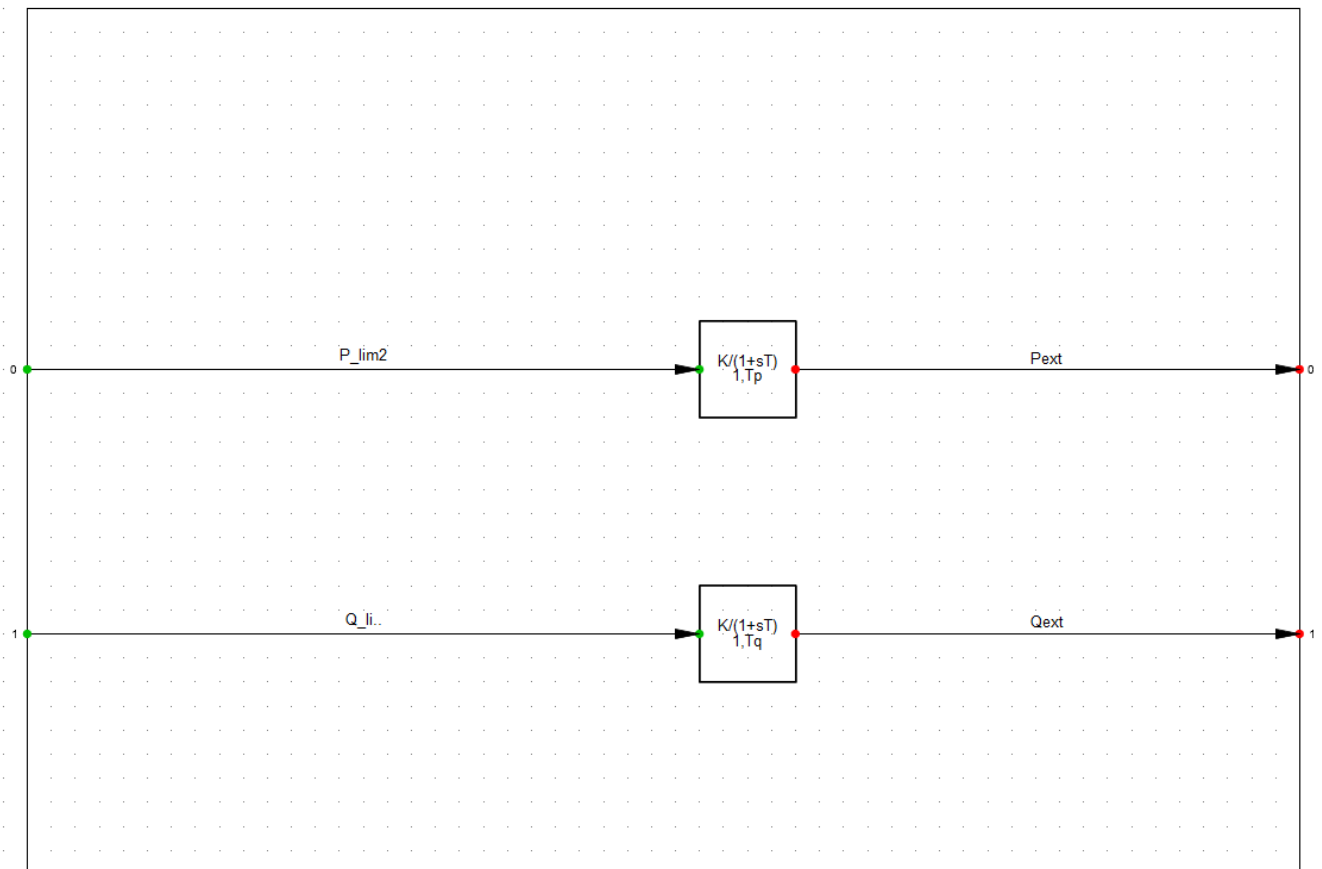 P_lim2
0
K/(1+sT)
1,Tp
Pext
0
Q_li..
1
K/(1+sT)
1,Tq
Qext
1